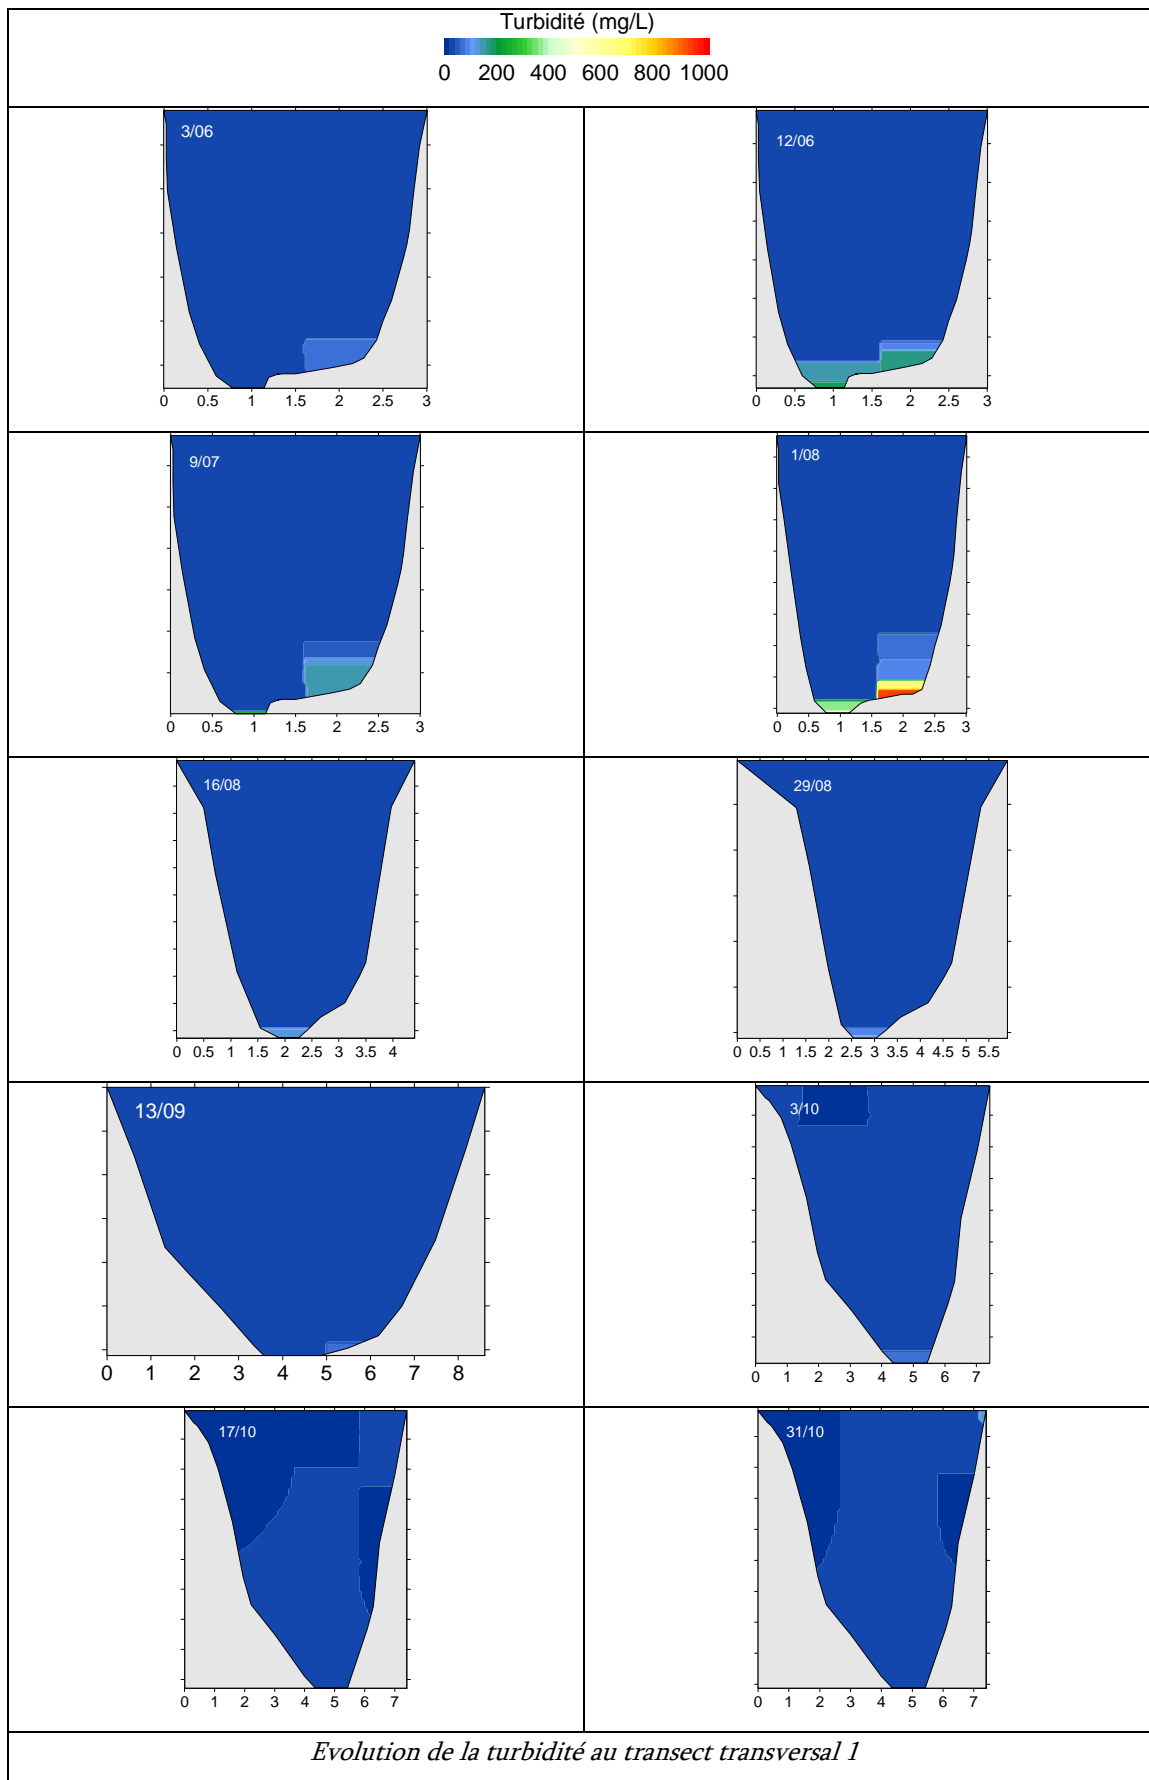 Turbidité (mg/L)
0 200 400 600 800 1000
3/06
0 0.5 1 1.5 2 2.5 3
12/06
0 0.5 1 1.5 2 2.5 3
9/07
0 0.5 1 1.5 2 2.5 3
1/08
0 0.5 1 1.5 2 2.5 3
16/08
0 0.5 1 1.5 2 2.5 3 3.5 4
29/08
0 0.5 1 1.5 2 2.5 3 3.5 4 4.5 5 5.5
13/09
0 1 2 3 4 5 6 7 8
3/10
0 1 2 3 4 5 6 7
17/10
0 1 2 3 4 5 6 7
31/10
0 1 2 3 4 5 6 7
Evolution de la turbidité au transect transversal 1